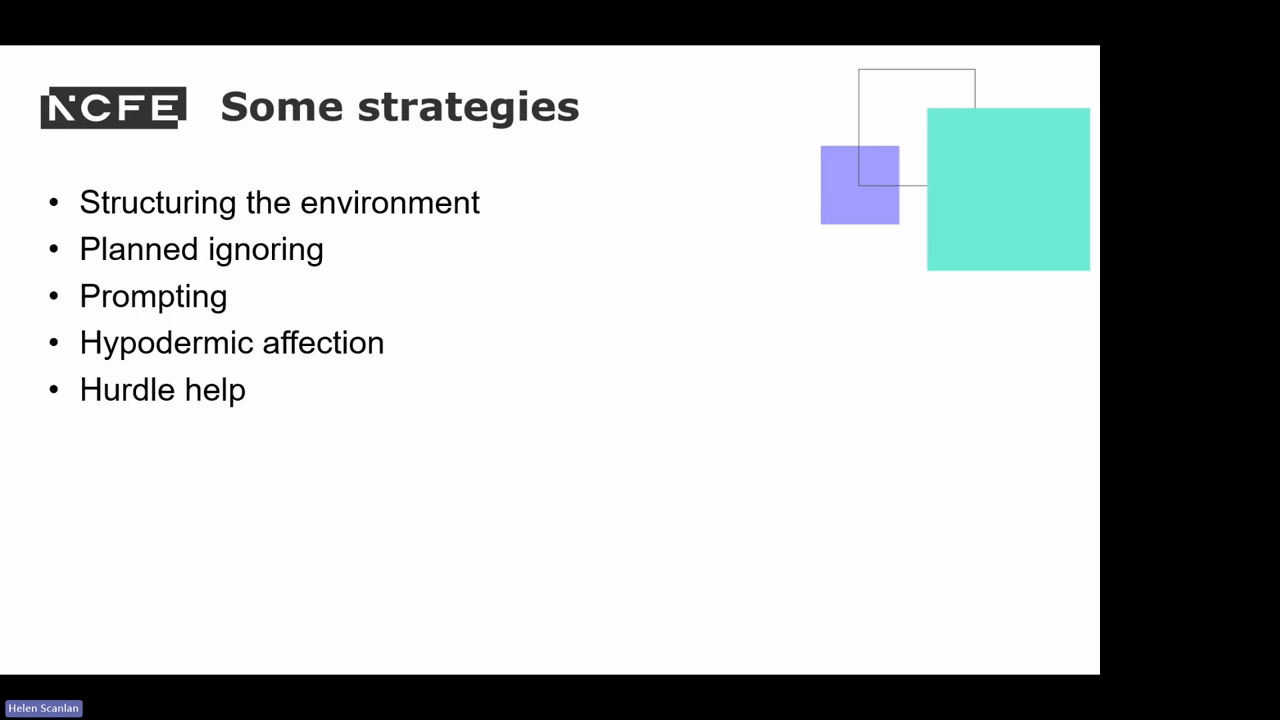 NCFE Some strategies
• Structuring the environment
• Planned ignoring
• Prompting
• Hypodermic affection
• Hurdle help
Helen Scanlan